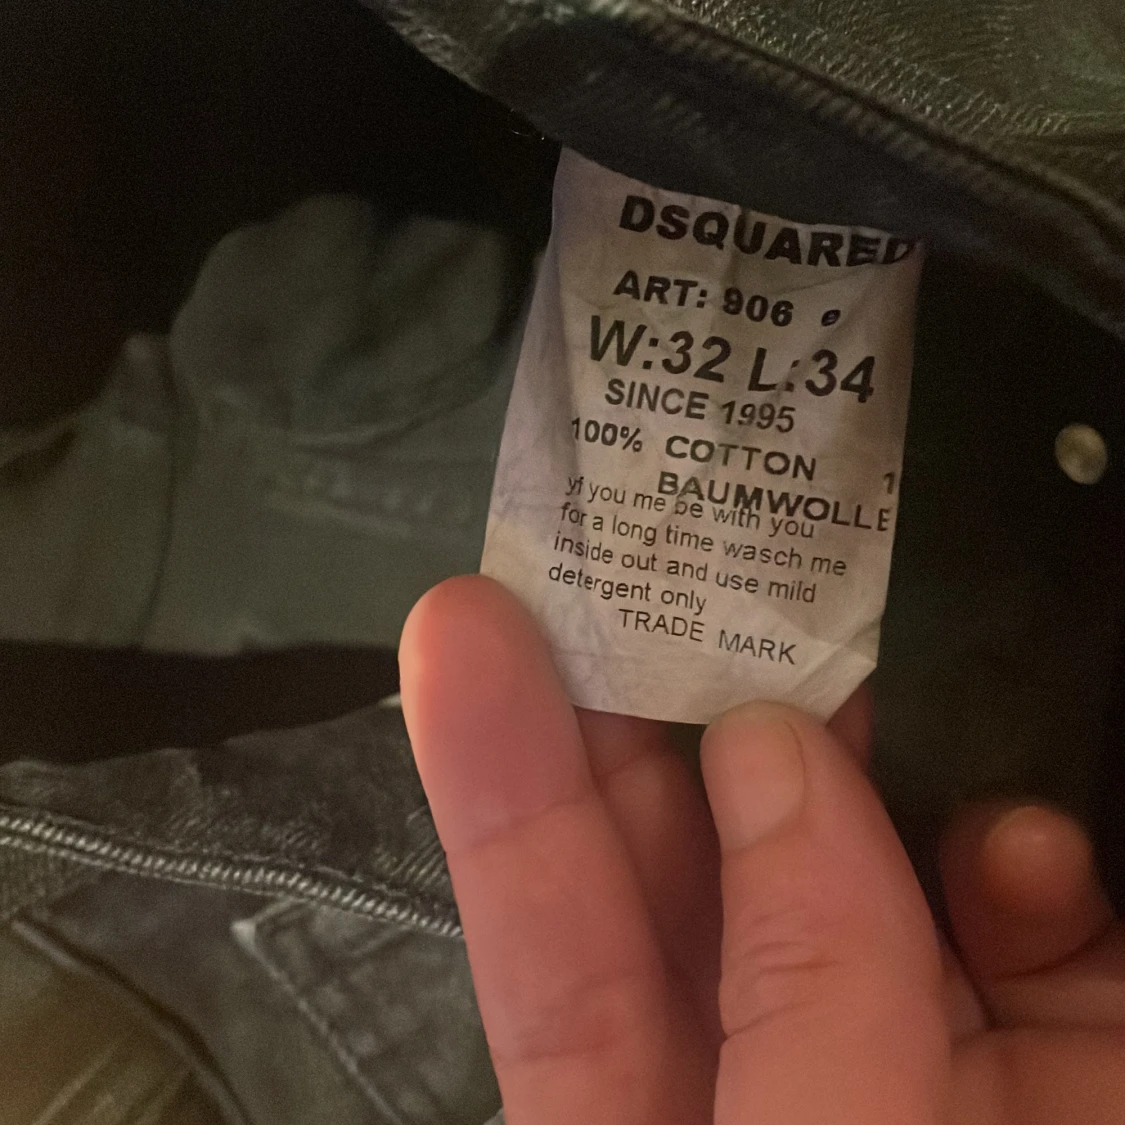 DSQUARED
ART: 906 e
W:32 L:34
SINCE 1995
100% COTTON 1
BAUMWOLLE
yf you me be with you
for a long time wasch me
inside out and use mild
detergent only
TRADE MARK